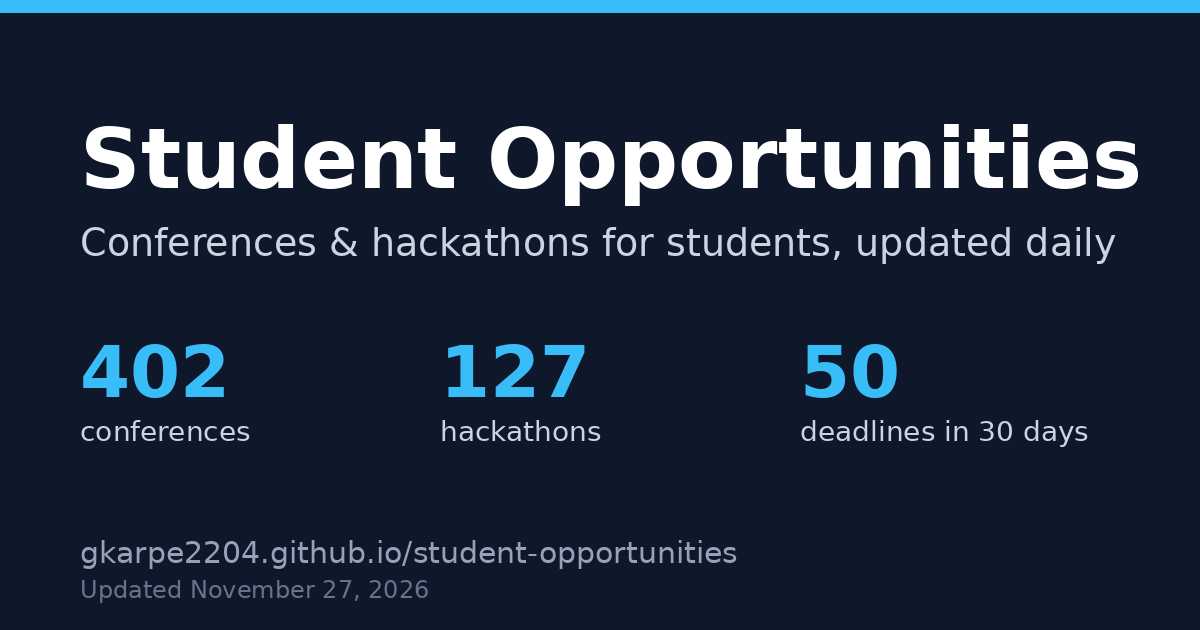 Student Opportunities
Conferences & hackathons for students, updated daily
402
conferences
127
hackathons
50
deadlines in 30 days
gkarpe2204.github.io/student-opportunities
Updated November 27, 2026